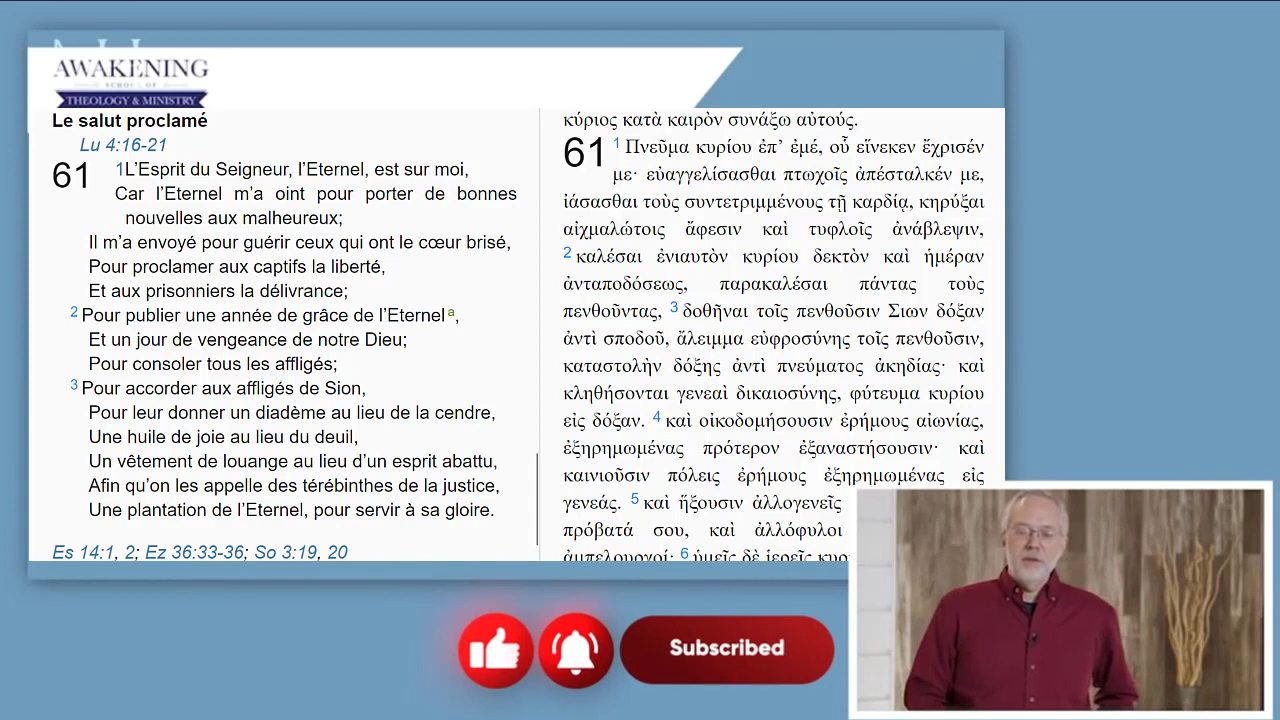 AWAKENING
SCHOOL OF
THEOLOGY & MINISTRY
Le salut proclamé
Lu 4:16-21
61 1L’Esprit du Seigneur, l’Eternel, est sur moi,
Car l’Eternel m’a oint pour porter de bonnes
nouvelles aux malheureux;
Il m’a envoyé pour guérir ceux qui ont le cœur brisé,
Pour proclamer aux captifs la liberté,
Et aux prisonniers la délivrance;
2 Pour publier une année de grâce de l’Eternel a,
Et un jour de vengeance de notre Dieu;
Pour consoler tous les affligés;
3 Pour accorder aux affligés de Sion,
Pour leur donner un diadème au lieu de la cendre,
Une huile de joie au lieu du deuil,
Un vêtement de louange au lieu d’un esprit abattu,
Afin qu’on les appelle des térébinthes de la justice,
Une plantation de l’Eternel, pour servir à sa gloire.
Es 14:1, 2; Ez 36:33-36; So 3:19, 20
κύριος κατὰ καιρὸν συνάξω αὐτούς.
61 1 Πνεῦμα κυρίου ἐπ’ ἐμέ, οὗ εἵνεκεν ἔχρισέν
με· εὐαγγελίσασθαι πτωχοῖς ἀπέσταλκέν με,
ἰάσασθαι τοὺς συντετριμμένους τῇ καρδίᾳ, κηρύξαι
αἰχμαλώτοις ἄφεσιν καὶ τυφλοῖς ἀνάβλεψιν,
2 καλέσαι ἐνιαυτὸν κυρίου δεκτὸν καὶ ἡμέραν
ἀνταποδόσεως, παρακαλέσαι πάντας τοὺς
πενθοῦντας, 3 δοθῆναι τοῖς πενθοῦσιν Σιων δόξαν
ἀντὶ σποδοῦ, ἄλειμμα εὐφροσύνης τοῖς πενθοῦσιν,
καταστολὴν δόξης ἀντὶ πνεύματος ἀκηδίας· καὶ
κληθήσονται γενεαὶ δικαιοσύνης, φύτευμα κυρίου
εἰς δόξαν. 4 καὶ οἰκοδομήσουσιν ἐρήμους αἰωνίας,
ἐξηρημωμένας πρότερον ἐξαναστήσουσιν· καὶ
καινιοῦσιν πόλεις ἐρήμους ἐξηρημωμένας εἰς
γενεάς. 5 καὶ ἥξουσιν ἀλλογενεῖς
πρόβατά σου, καὶ ἀλλόφυλοι
ἀμπελουργοί· 6 ὑμεῖς δὲ ἱερεῖς
Subscribed